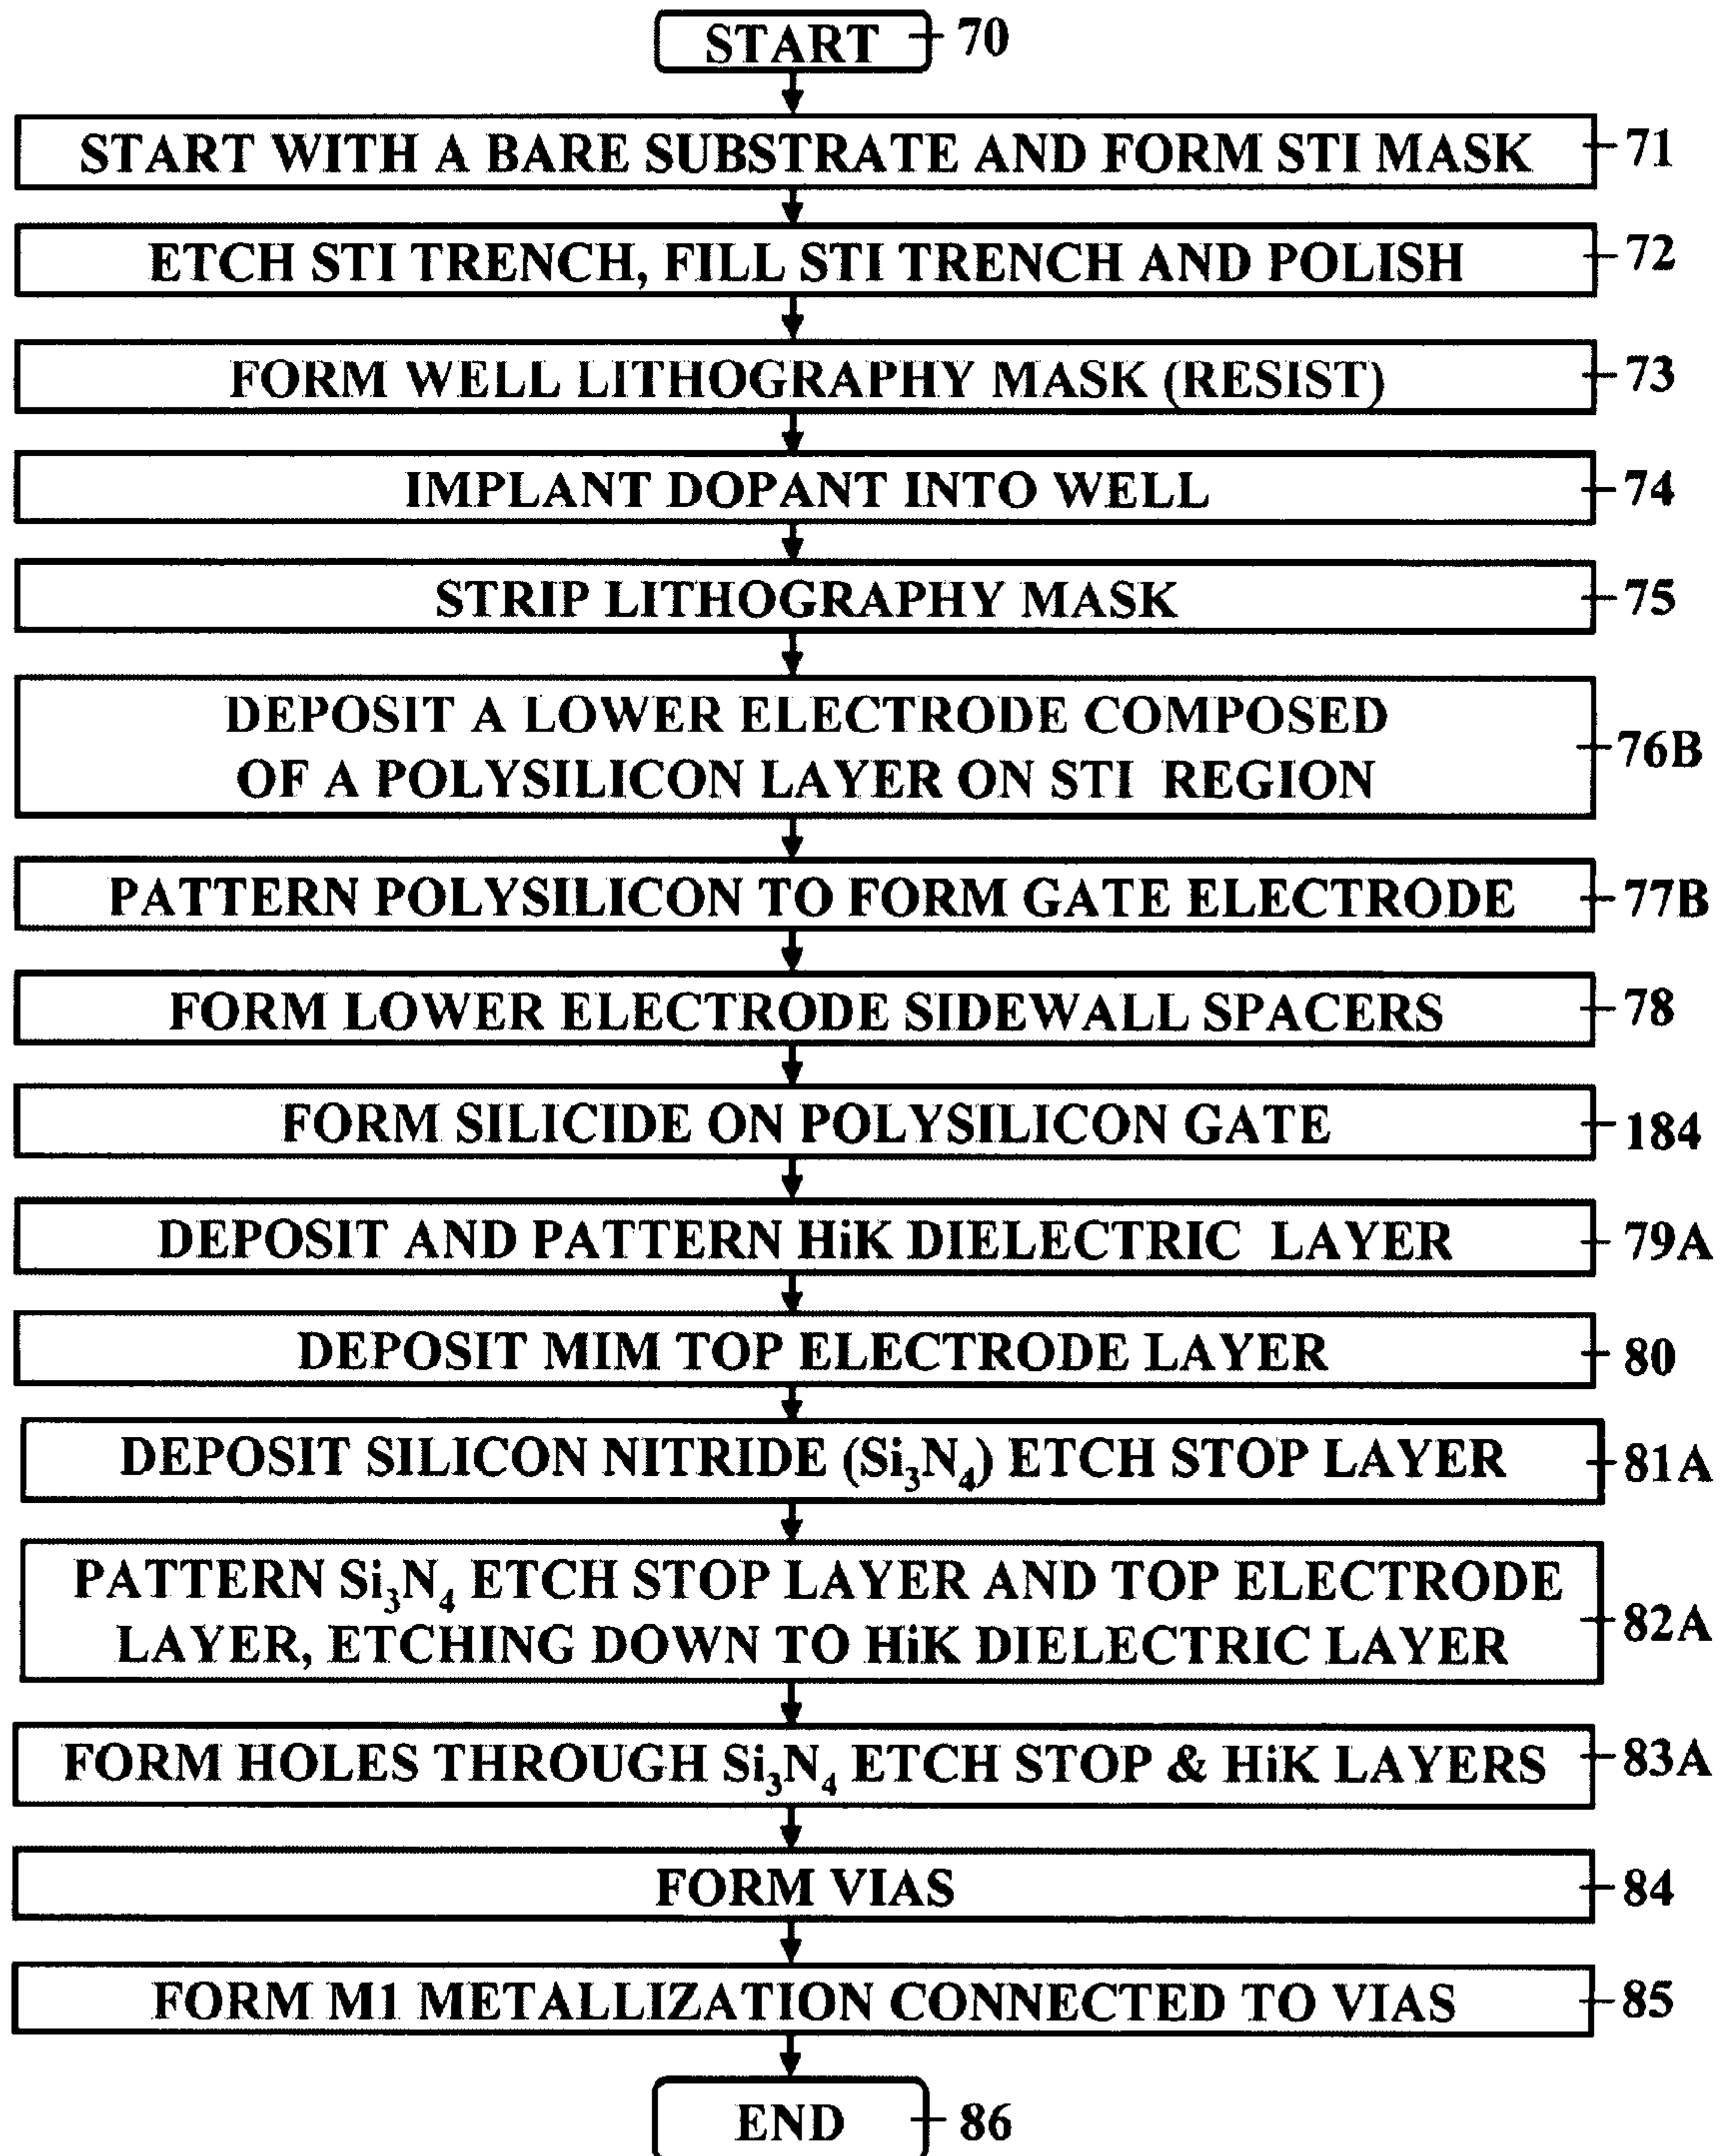 START 70
START WITH A BARE SUBSTRATE AND FORM STI MASK 71
ETCH STI TRENCH, FILL STI TRENCH AND POLISH 72
FORM WELL LITHOGRAPHY MASK (RESIST) 73
IMPLANT DOPANT INTO WELL 74
STRIP LITHOGRAPHY MASK 75
DEPOSIT A LOWER ELECTRODE COMPOSED
OF A POLYSILICON LAYER ON STI REGION 76B
PATTERN POLYSILICON TO FORM GATE ELECTRODE 77B
FORM LOWER ELECTRODE SIDEWALL SPACERS 78
FORM SILICIDE ON POLYSILICON GATE 184
DEPOSIT AND PATTERN HiK DIELECTRIC LAYER 79A
DEPOSIT MIM TOP ELECTRODE LAYER 80
DEPOSIT SILICON NITRIDE (Si₃N₄) ETCH STOP LAYER 81A
PATTERN Si₃N₄ ETCH STOP LAYER AND TOP ELECTRODE
LAYER, ETCHING DOWN TO HiK DIELECTRIC LAYER 82A
FORM HOLES THROUGH Si₃N₄ ETCH STOP & HiK LAYERS 83A
FORM VIAS 84
FORM M1 METALLIZATION CONNECTED TO VIAS 85
END 86